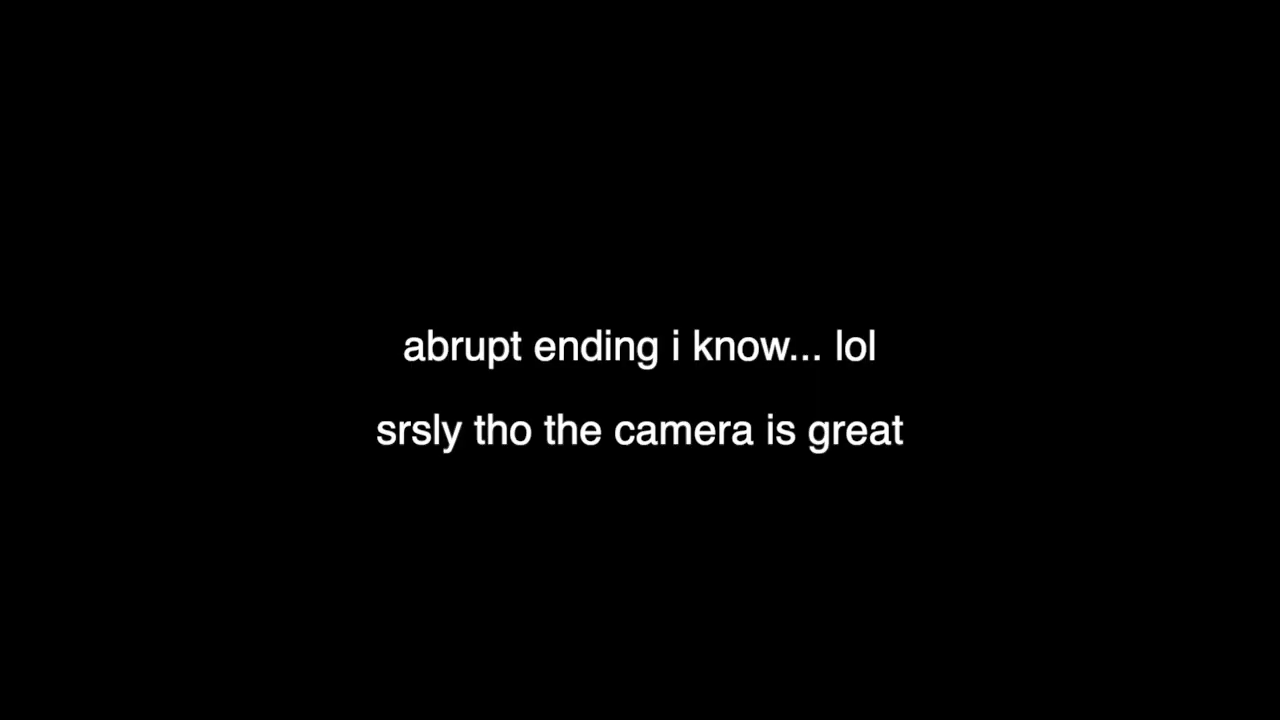 abrupt ending i know... lol
srsly tho the camera is great